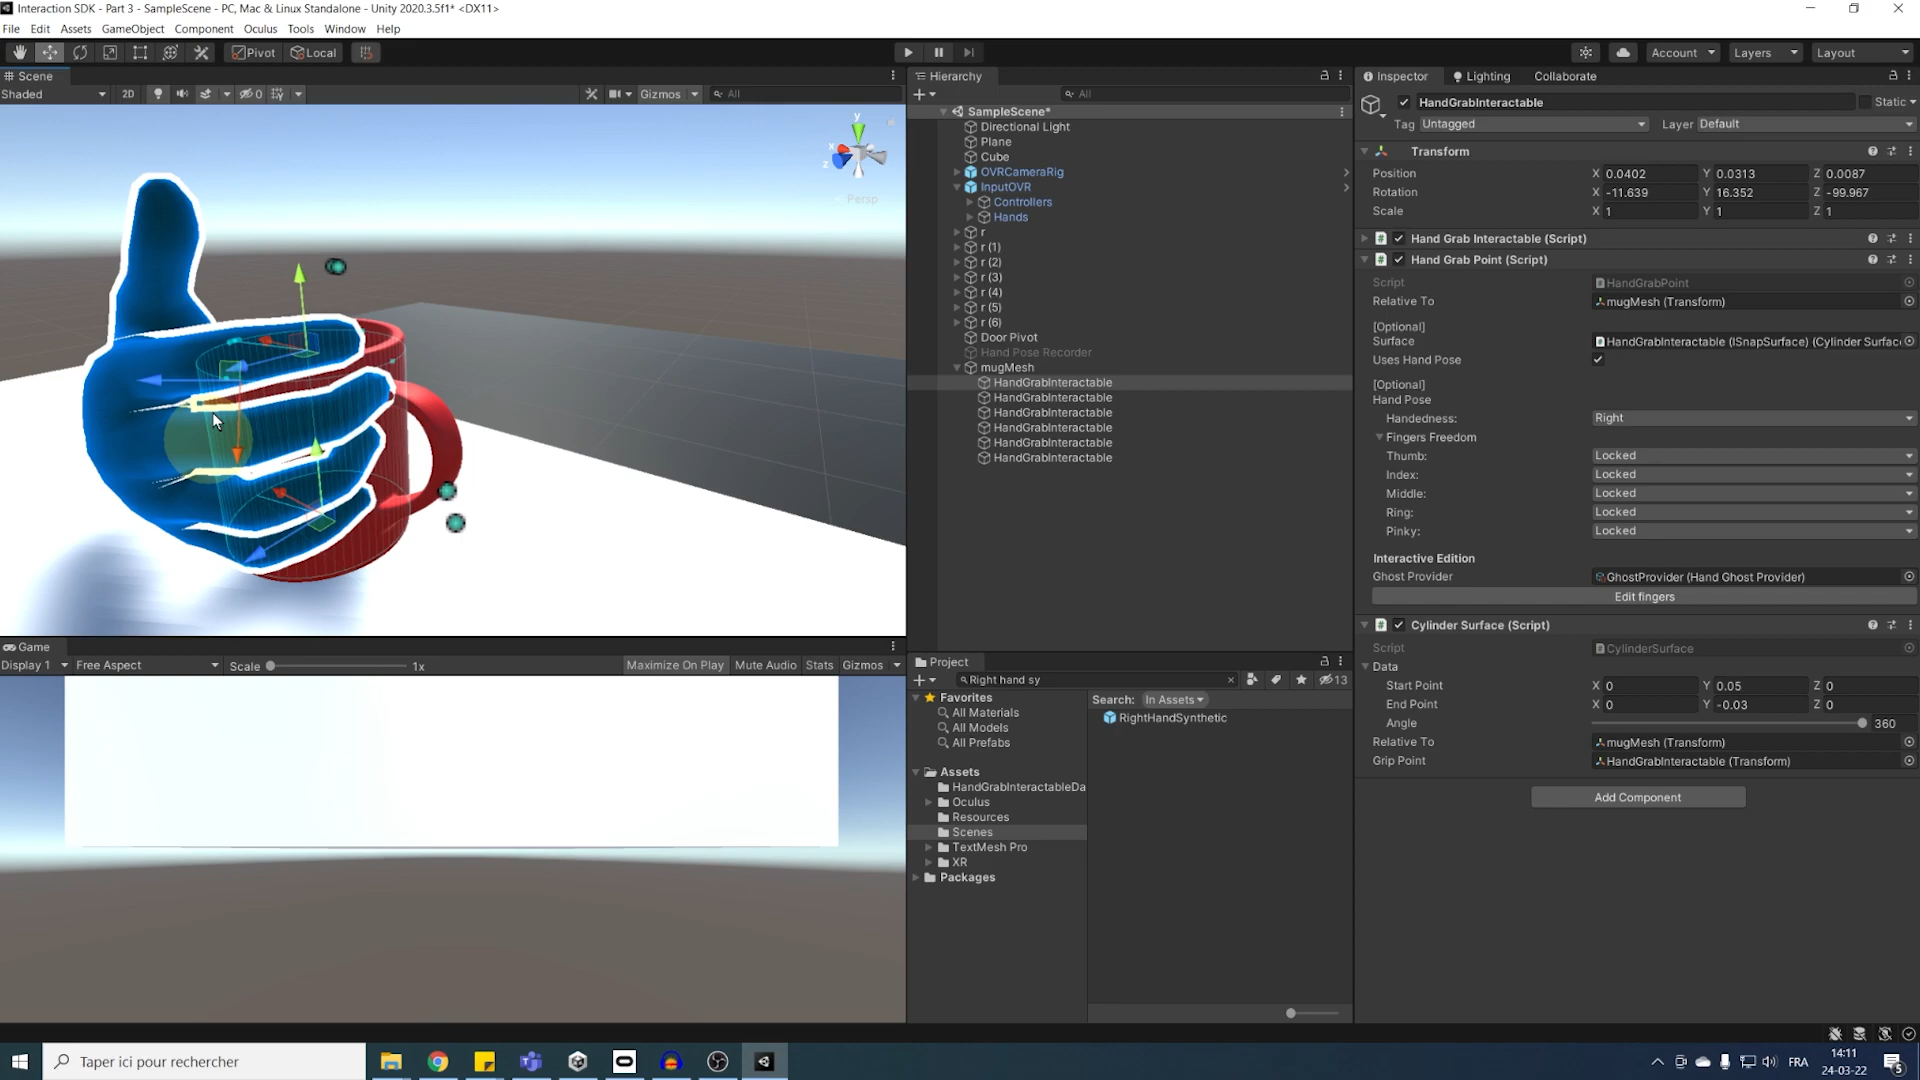 Interaction SDK - Part 3 - SampleScene - PC, Mac & Linux Standalone - Unity 2020.3.5f1* <DX11>
File Edit Assets GameObject Component Oculus Tools Window Help
Pivot Local Account Layers Layout
Scene
Shaded 2D 0 Gizmos All
y
x
z
Persp
Game
Display 1 Free Aspect Scale 1x Maximize On Play Mute Audio Stats Gizmos
Hierarchy
All
SampleScene*
Directional Light
Plane
Cube
OVRCameraRig
InputOVR
Controllers
Hands
r
r (1)
r (2)
r (3)
r (4)
r (5)
r (6)
Door Pivot
Hand Pose Recorder
mugMesh
HandGrabInteractable
HandGrabInteractable
HandGrabInteractable
HandGrabInteractable
HandGrabInteractable
HandGrabInteractable
Project
Right hand sy 13
Favorites
All Materials
All Models
All Prefabs
Assets
HandGrabInteractableDa
Oculus
Resources
Scenes
TextMesh Pro
XR
Packages
Search: In Assets
RightHandSynthetic
Inspector Lighting Collaborate
HandGrabInteractable Static
Tag Untagged Layer Default
Transform
Position X 0.0402 Y 0.0313 Z 0.0087
Rotation X -11.639 Y 16.352 Z -99.967
Scale X 1 Y 1 Z 1
Hand Grab Interactable (Script)
Hand Grab Point (Script)
Script HandGrabPoint
Relative To mugMesh (Transform)
[Optional]
Surface HandGrabInteractable (ISnapSurface) (Cylinder Surfac
Uses Hand Pose
[Optional]
Hand Pose
Handedness: Right
Fingers Freedom
Thumb: Locked
Index: Locked
Middle: Locked
Ring: Locked
Pinky: Locked
Interactive Edition
Ghost Provider GhostProvider (Hand Ghost Provider)
Edit fingers
Cylinder Surface (Script)
Script CylinderSurface
Data
Start Point X 0 Y 0.05 Z 0
End Point X 0 Y -0.03 Z 0
Angle 360
Relative To mugMesh (Transform)
Grip Point HandGrabInteractable (Transform)
Add Component
Taper ici pour rechercher
FRA
14:11
24-03-22
5